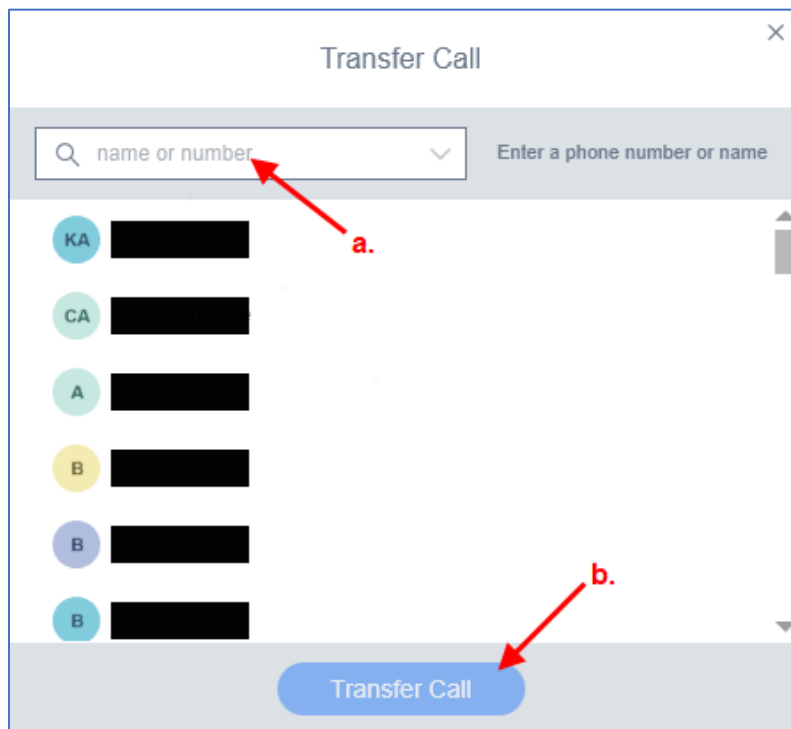 Transfer Call
name or number
Enter a phone number or name
a.
KA
CA
A
B
B
B
b.
Transfer Call